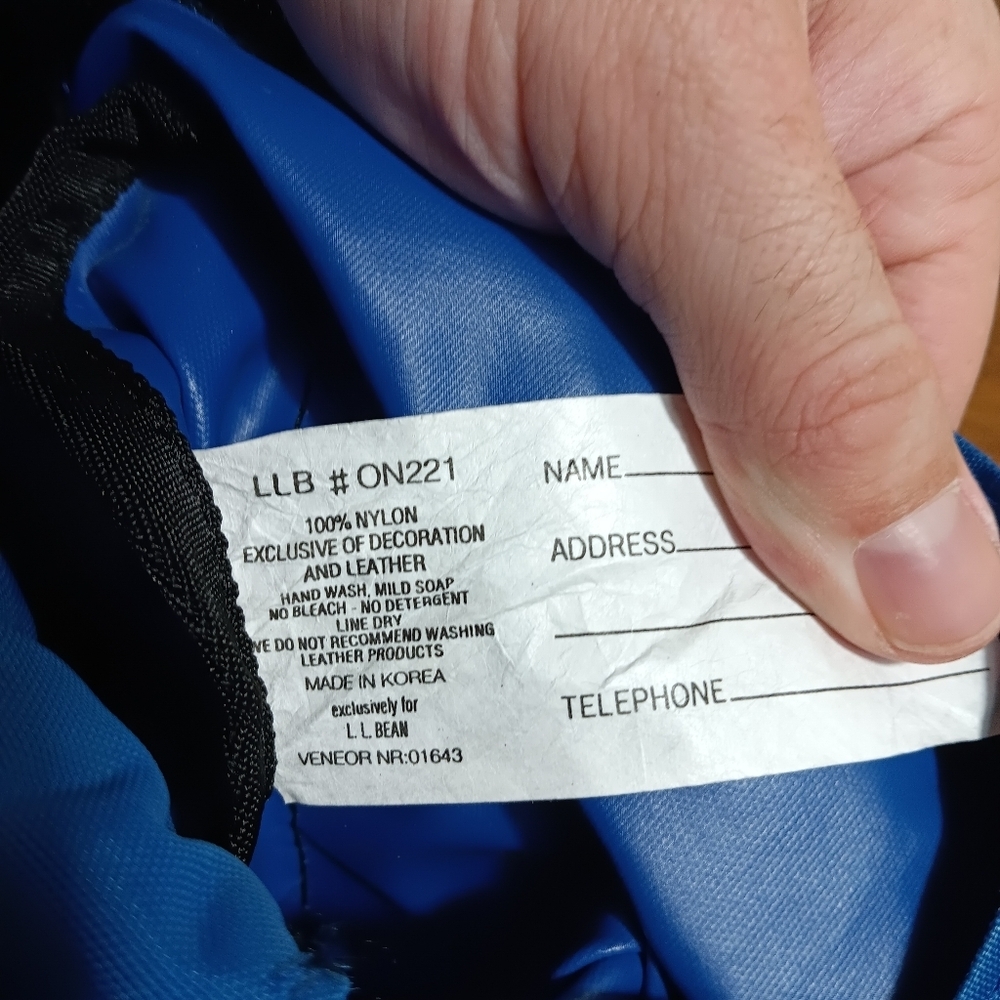 LLB # ON221
100% NYLON
EXCLUSIVE OF DECORATION
AND LEATHER
HAND WASH, MILD SOAP
NO BLEACH - NO DETERGENT
LINE DRY
WE DO NOT RECOMMEND WASHING
LEATHER PRODUCTS
MADE IN KOREA
exclusively for
L. L. BEAN
VENEOR NR:01643
NAME
ADDRESS
TELEPHONE